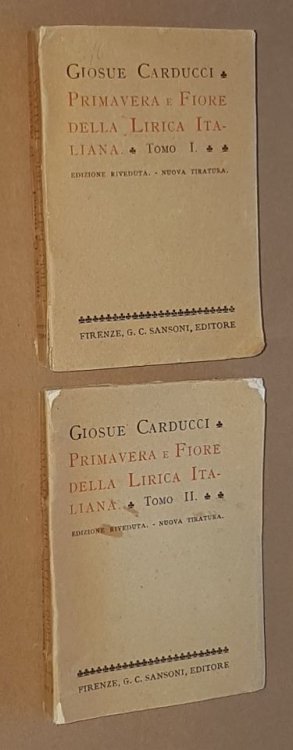 GIOSUE CARDUCCI ♣
PRIMAVERA E FIORE
DELLA LIRICA ITA-
LIANA. ♣ TOMO I. ♣ ♣
EDIZIONE RIVEDUTA. - NUOVA TIRATURA.
FIRENZE, G. C. SANSONI, EDITORE
GIOSUE CARDUCCI ♣
PRIMAVERA E FIORE
DELLA LIRICA ITA-
LIANA. ♣ TOMO II. ♣ ♣
EDIZIONE RIVEDUTA. - NUOVA TIRATURA.
FIRENZE, G. C. SANSONI, EDITORE